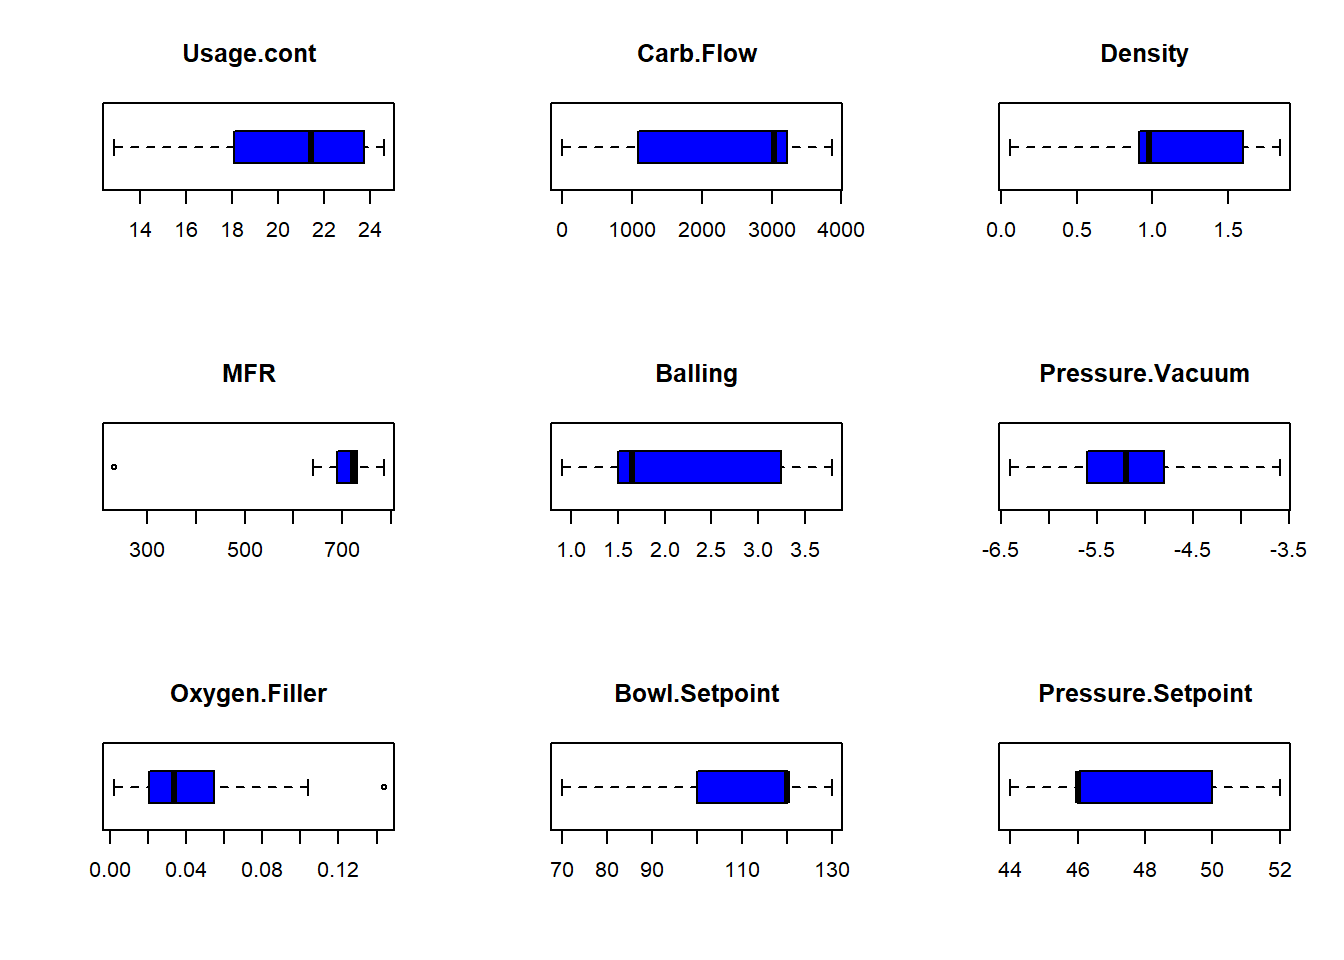 Usage.cont Carb.Flow Density
14 16 18 20 22 24 0 1000 2000 3000 4000 0.0 0.5 1.0 1.5
MFR Balling Pressure.Vacuum
300 500 700 1.0 1.5 2.0 2.5 3.0 3.5 -6.5 -5.5 -4.5 -3.5
Oxygen.Filler Bowl.Setpoint Pressure.Setpoint
0.00 0.04 0.08 0.12 70 80 90 110 130 44 46 48 50 52